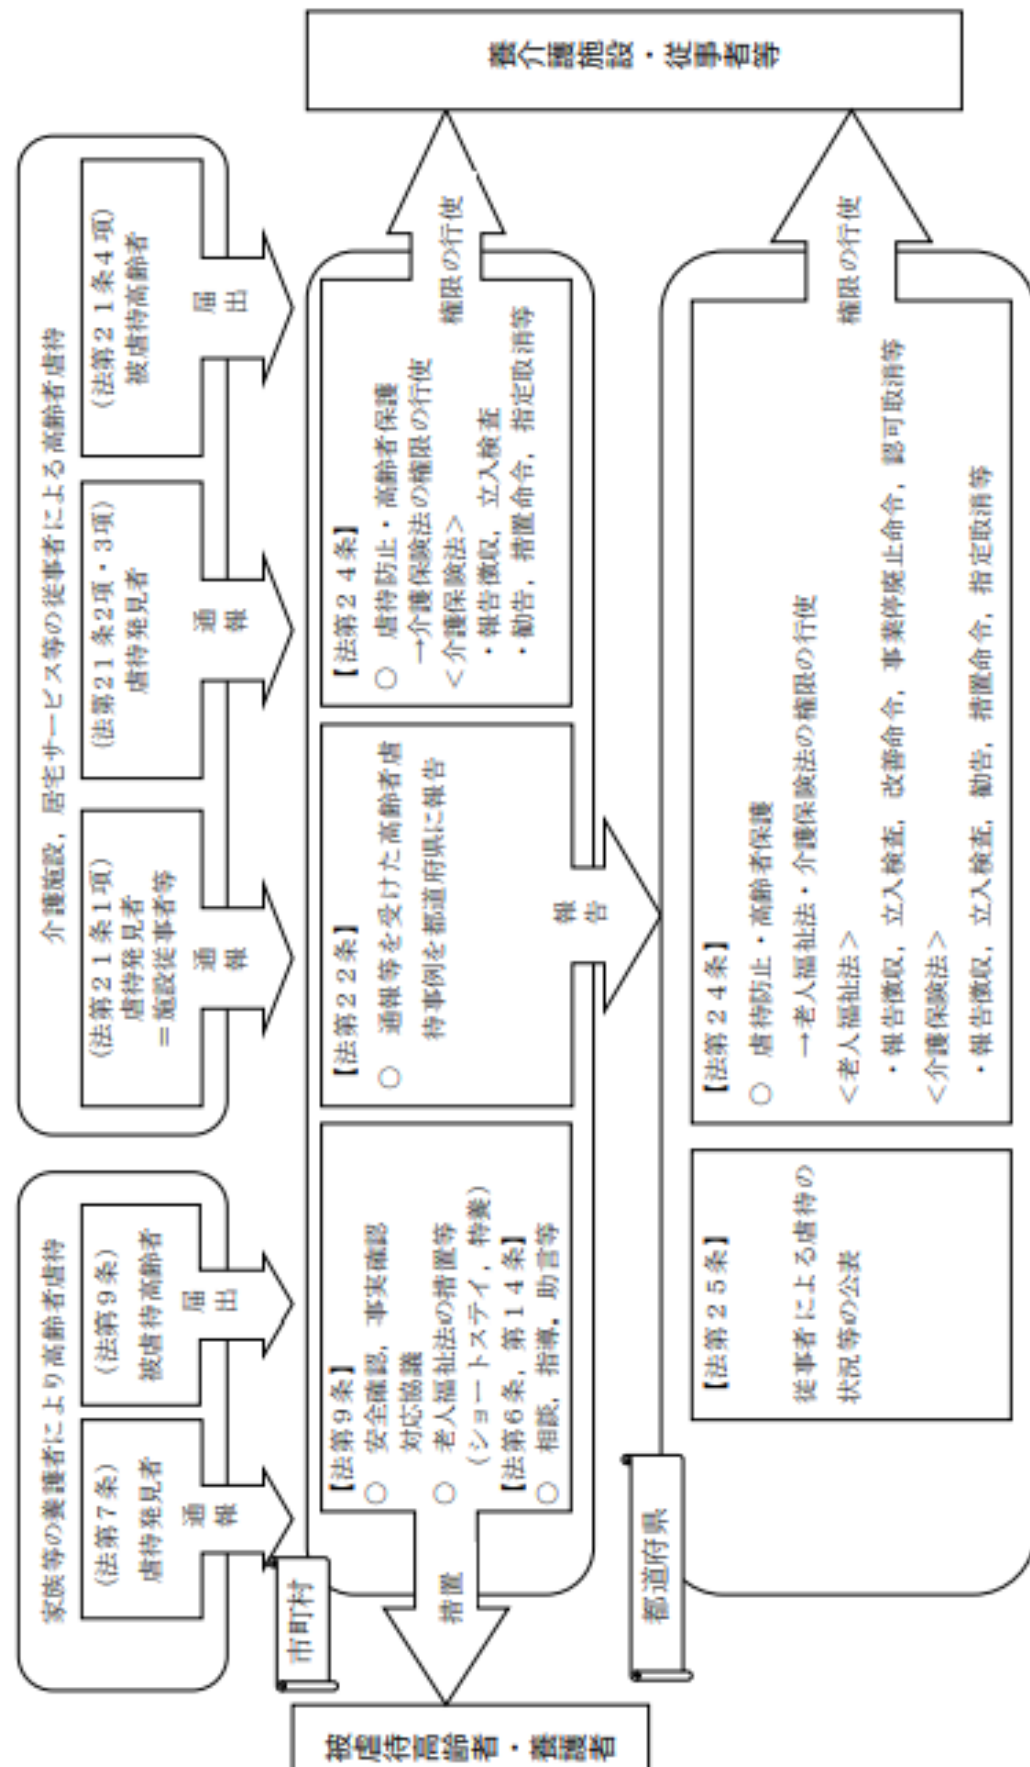 家族等の養護者により高齢者虐待
(法第7条)
虐待発見者
通報
(法第9条)
被虐待高齢者
届出
介護施設，居宅サービス等の従事者による高齢者虐待
(法第21条1項)
虐待発見者
＝施設従事者等
通報
(法第21条2項・3項)
虐待発見者
通報
(法第21条4項)
被虐待高齢者
届出
市町村
【法第9条】
○ 安全確認，事実確認
対応協議
○ 老人福祉法の措置等
(ショートステイ，特養)
【法第6条，第14条】
○ 相談，指導，助言等
【法第22条】
○ 通報等を受けた高齢者虐
待事例を都道府県に報告
【法第24条】
○ 虐待防止・高齢者保護
→介護保険法の権限の行使
＜介護保険法＞
・報告徴収，立入検査
・勧告，措置命令，指定取消等
措置
被虐待高齢者・養護者
報告
権限の行使
養介護施設・従事者等
都道府県
【法第25条】
従事者による虐待の
状況等の公表
【法第24条】
○ 虐待防止・高齢者保護
→老人福祉法・介護保険法の権限の行使
＜老人福祉法＞
・報告徴収，立入検査，改善命令，事業停廃止命令，認可取消等
＜介護保険法＞
・報告徴収，立入検査，勧告，措置命令，指定取消等
権限の行使